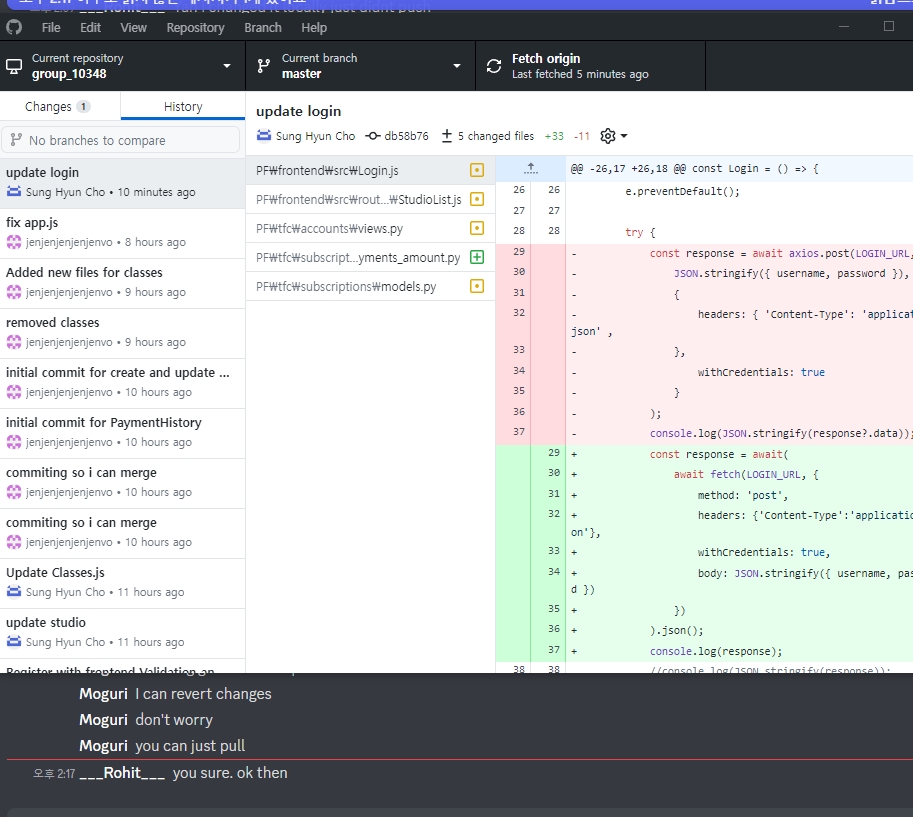 File Edit View Repository Branch Help
Current repository
group_10348
Current branch
master
Fetch origin
Last fetched 5 minutes ago
Changes 1 History
No branches to compare
update login
Sung Hyun Cho • 10 minutes ago
fix app.js
jenjenjenjenjenvo • 8 hours ago
Added new files for classes
jenjenjenjenjenvo • 9 hours ago
removed classes
jenjenjenjenjenvo • 9 hours ago
initial commit for create and update ...
jenjenjenjenjenvo • 10 hours ago
initial commit for PaymentHistory
jenjenjenjenjenvo • 10 hours ago
commiting so i can merge
jenjenjenjenjenvo • 10 hours ago
commiting so i can merge
jenjenjenjenjenvo • 10 hours ago
Update Classes.js
Sung Hyun Cho • 11 hours ago
update studio
Sung Hyun Cho • 11 hours ago
Register with frontend Validation
update login
Sung Hyun Cho db58b76 5 changed files +33 -11
PF₩frontend₩src₩Login.js
PF₩frontend₩src₩rout...₩StudioList.js
PF₩tfc₩accounts₩views.py
PF₩tfc₩subscript...yments_amount.py
PF₩tfc₩subscriptions₩models.py
@@ -26,17 +26,18 @@ const Login = () => {
26 26 e.preventDefault();
27 27
28 28 try {
29 - const response = await axios.post(LOGIN_URL,
30 - JSON.stringify({ username, password }),
31 - {
32 - headers: { 'Content-Type': 'applicat
json' ,
33 - },
34 - withCredentials: true
35 - }
36 - );
37 - console.log(JSON.stringify(response?.data));
29 + const response = await(
30 + await fetch(LOGIN_URL, {
31 + method: 'post',
32 + headers: {'Content-Type':'applicatio
on'},
33 + withCredentials: true,
34 + body: JSON.stringify({ username, pas
d })
35 + })
36 + ).json();
37 + console.log(response);
38 38 //console.log(JSON.stringify(response));
Moguri I can revert changes
Moguri don't worry
Moguri you can just pull
오후 2:17 ___Rohit___ you sure. ok then